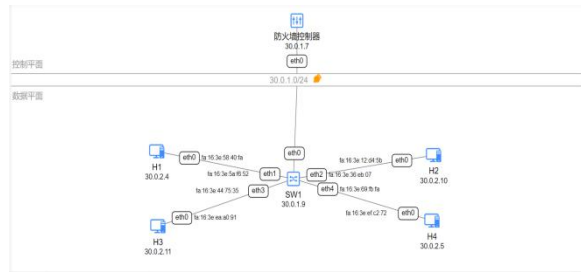 防火墙控制器
30.0.1.7
eth0
控制平面
30.0.1.0/24
数据平面
eth0
H1
30.0.2.4
eth0
fa:16:3e:58:40:fa
fa:16:3e:5a:f6:52
eth1
fa:16:3e:12:d4:5b
eth0
H2
30.0.2.10
eth2
fa:16:3e:36:eb:07
SW1
30.0.1.9
fa:16:3e:44:75:35
eth3
eth4
fa:16:3e:69:fb:fa
H3
30.0.2.11
eth0
fa:16:3e:ea:a0:91
fa:16:3e:ef:c2:72
eth0
H4
30.0.2.5